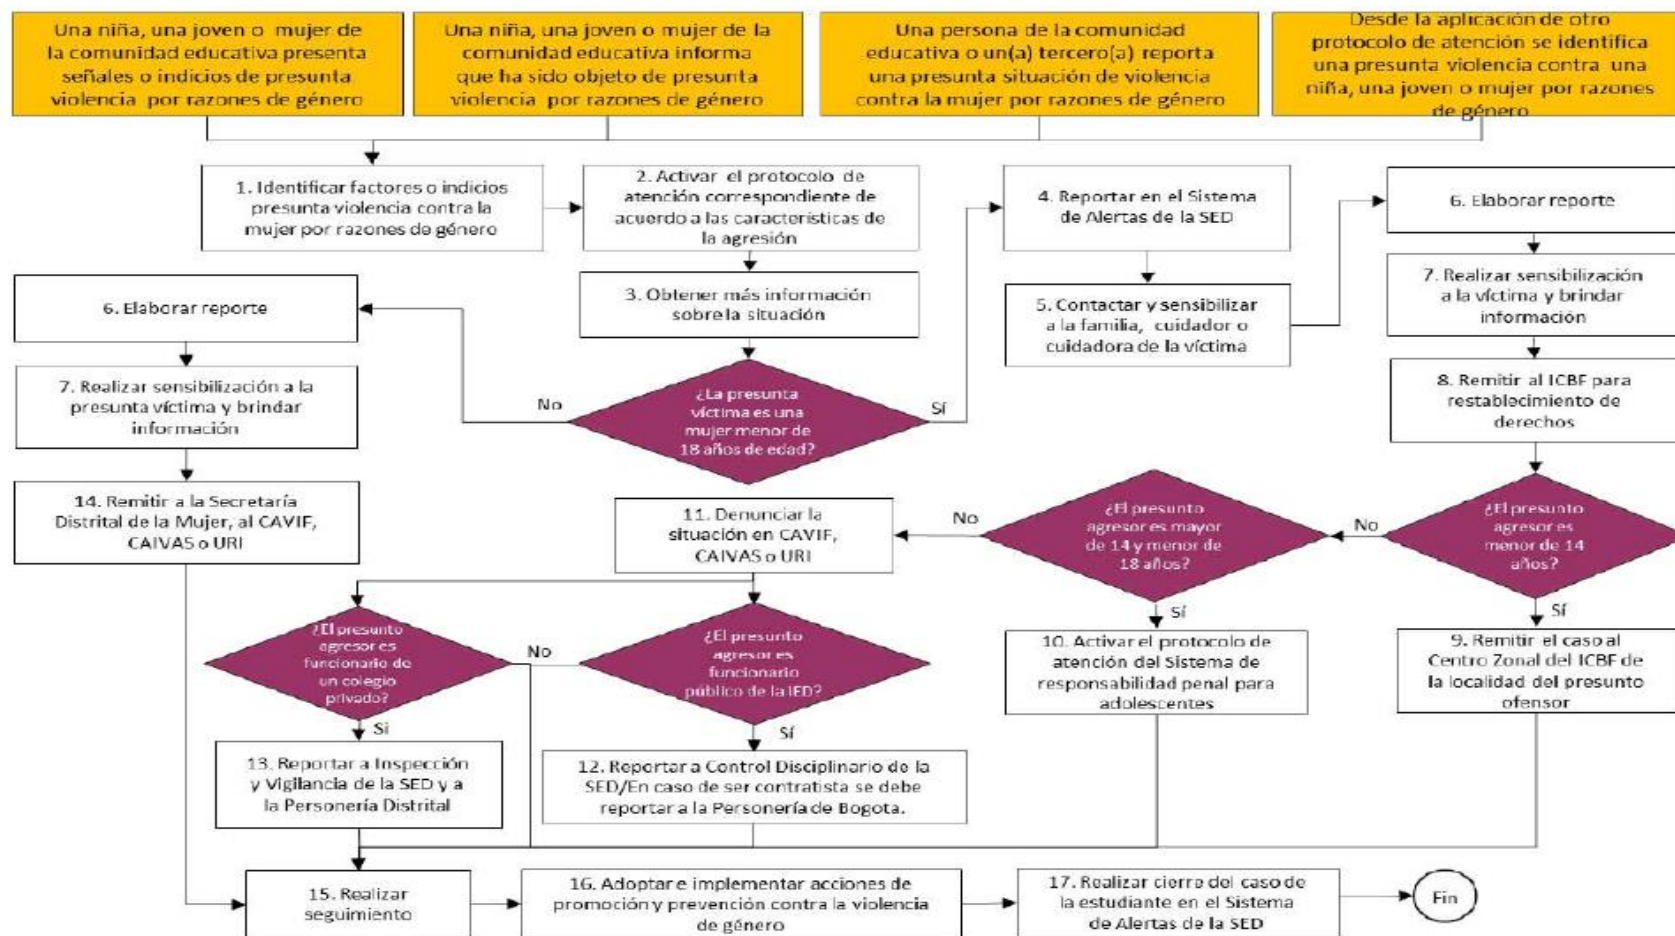 Una niña, una joven o mujer de
la comunidad educativa presenta
señales o indicios de presunta
violencia por razones de género
Una niña, una joven o mujer de la
comunidad educativa informa
que ha sido objeto de presunta
violencia por razones de género
Una persona de la comunidad
educativa o un(a) tercero(a) reporta
una presunta situación de violencia
contra la mujer por razones de género
Desde la aplicación de otro
protocolo de atención se identifica
una presunta violencia contra una
niña, una joven o mujer por razones
de género
1. Identificar factores o indicios
presunta violencia contra la
mujer por razones de género
2. Activar el protocolo de
atención correspondiente de
acuerdo a las características de
la agresión
4. Reportar en el Sistema
de Alertas de la SED
6. Elaborar reporte
6. Elaborar reporte
3. Obtener más información
sobre la situación
5. Contactar y sensibilizar
a la familia, cuidador o
cuidadora de la víctima
7. Realizar sensibilización
a la víctima y brindar
información
7. Realizar sensibilización a la
presunta víctima y brindar
información
No
¿La presunta
víctima es una
mujer menor de
18 años de edad?
Sí
8. Remitir al ICBF para
restablecimiento de
derechos
14. Remitir a la Secretaría
Distrital de la Mujer, al CAVIF,
CAIVAS o URI
11. Denunciar la
situación en CAVIF,
CAIVAS o URI
No
¿El presunto
agresor es mayor
de 14 y menor de
18 años?
No
¿El presunto
agresor es
menor de 14
años?
Sí
Sí
¿El presunto
agresor es
funcionario de
un colegio
privado?
No
¿El presunto
agresor es
funcionario
público de la IED?
10. Activar el protocolo de
atención del Sistema de
responsabilidad penal para
adolescentes
9. Remitir el caso al
Centro Zonal del ICBF de
la localidad del presunto
ofensor
Si
Sí
13. Reportar a Inspección
y Vigilancia de la SED y a
la Personería Distrital
12. Reportar a Control Disciplinario de la
SED/En caso de ser contratista se debe
reportar a la Personería de Bogota.
15. Realizar
seguimiento
16. Adoptar e implementar acciones de
promoción y prevención contra la violencia
de género
17. Realizar cierre del caso de
la estudiante en el Sistema
de Alertas de la SED
Fin